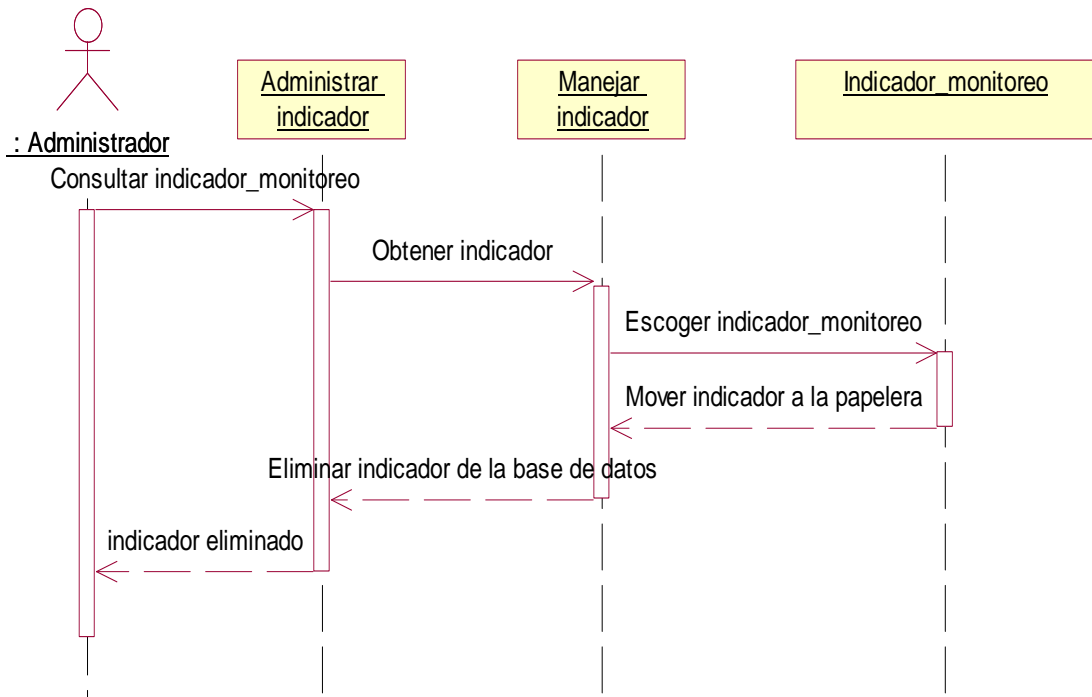 Administrar
indicador
Manejar
indicador
Indicador_monitoreo
: Administrador
Consultar indicador_monitoreo
Obtener indicador
Escoger indicador_monitoreo
Mover indicador a la papelera
Eliminar indicador de la base de datos
indicador eliminado